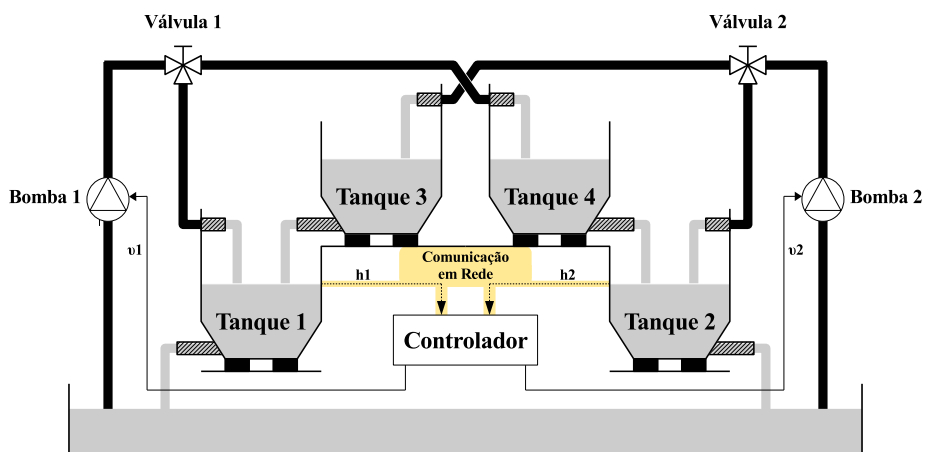 Válvula 1
Válvula 2
Tanque 3
Tanque 4
Bomba 1
Bomba 2
υ1
υ2
Comunicação
em Rede
h1
h2
Tanque 1
Tanque 2
Controlador